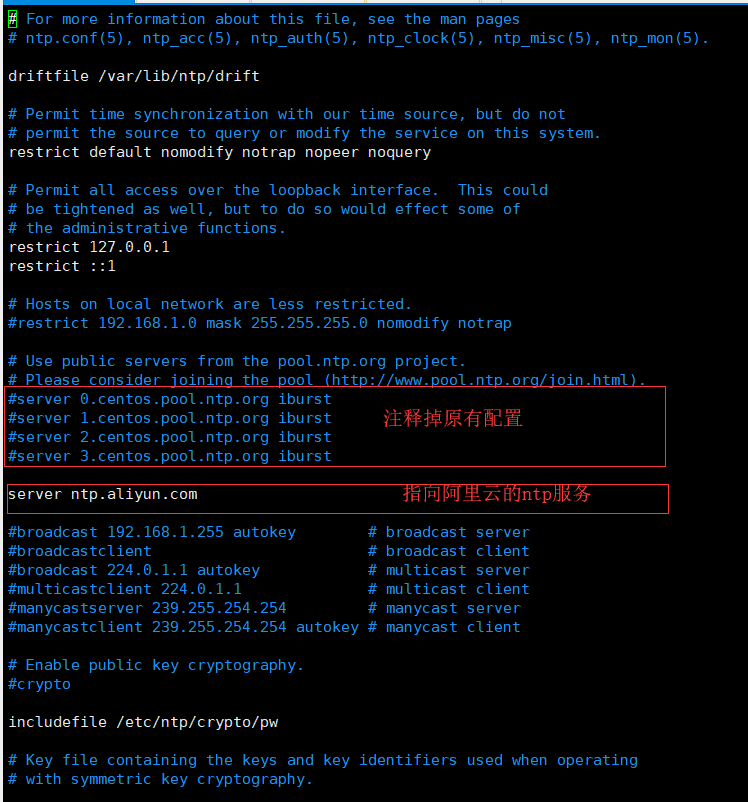 # For more information about this file, see the man pages
# ntp.conf(5), ntp_acc(5), ntp_auth(5), ntp_clock(5), ntp_misc(5), ntp_mon(5).
driftfile /var/lib/ntp/drift
# Permit time synchronization with our time source, but do not
# permit the source to query or modify the service on this system.
restrict default nomodify notrap nopeer noquery
# Permit all access over the loopback interface.  This could
# be tightened as well, but to do so would effect some of
# the administrative functions.
restrict 127.0.0.1
restrict ::1
# Hosts on local network are less restricted.
#restrict 192.168.1.0 mask 255.255.255.0 nomodify notrap
# Use public servers from the pool.ntp.org project.
# Please consider joining the pool (http://www.pool.ntp.org/join.html).
#server 0.centos.pool.ntp.org iburst
#server 1.centos.pool.ntp.org iburst 注释掉原有配置
#server 2.centos.pool.ntp.org iburst
#server 3.centos.pool.ntp.org iburst
server ntp.aliyun.com 指向阿里云的ntp服务
#broadcast 192.168.1.255 autokey        # broadcast server
#broadcastclient                        # broadcast client
#broadcast 224.0.1.1 autokey            # multicast server
#multicastclient 224.0.1.1              # multicast client
#manycastserver 239.255.254.254         # manycast server
#manycastclient 239.255.254.254 autokey # manycast client
# Enable public key cryptography.
#crypto
includefile /etc/ntp/crypto/pw
# Key file containing the keys and key identifiers used when operating
# with symmetric key cryptography.